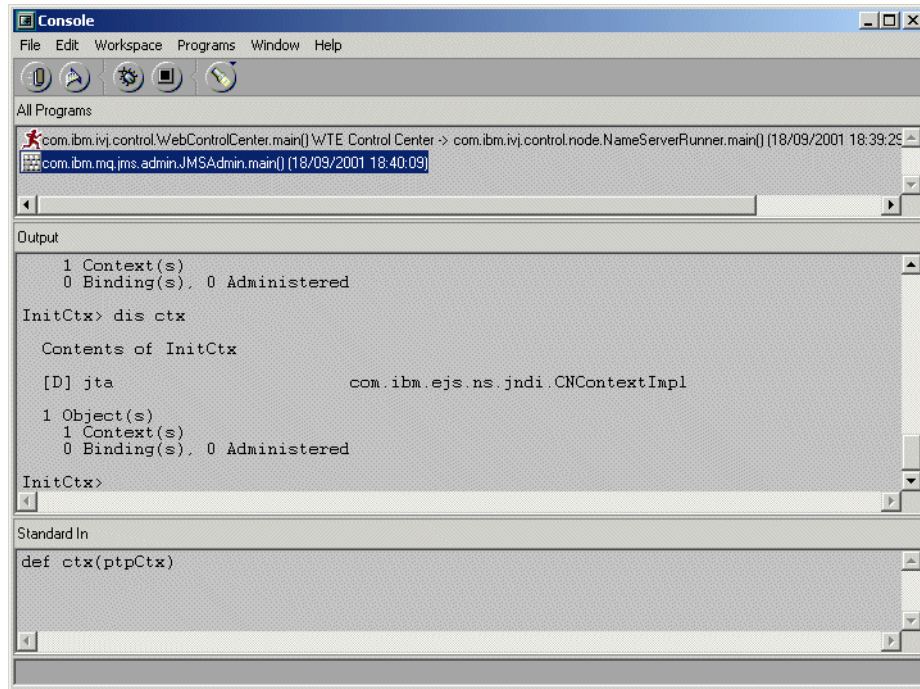 Console
File Edit Workspace Programs Window Help
All Programs
com.ibm.ivj.control.WebControlCenter.main() WTE Control Center -> com.ibm.ivj.control.node.NameServerRunner.main() (18/09/2001 18:39:29
com.ibm.mq.jms.admin.JMSAdmin.main() (18/09/2001 18:40:09)
Output
1 Context(s)
0 Binding(s), 0 Administered
InitCtx> dis ctx
Contents of InitCtx
[D] jta com.ibm.ejs.ns.jndi.CNContextImpl
1 Object(s)
1 Context(s)
0 Binding(s), 0 Administered
InitCtx>
Standard In
def ctx(ptpCtx)